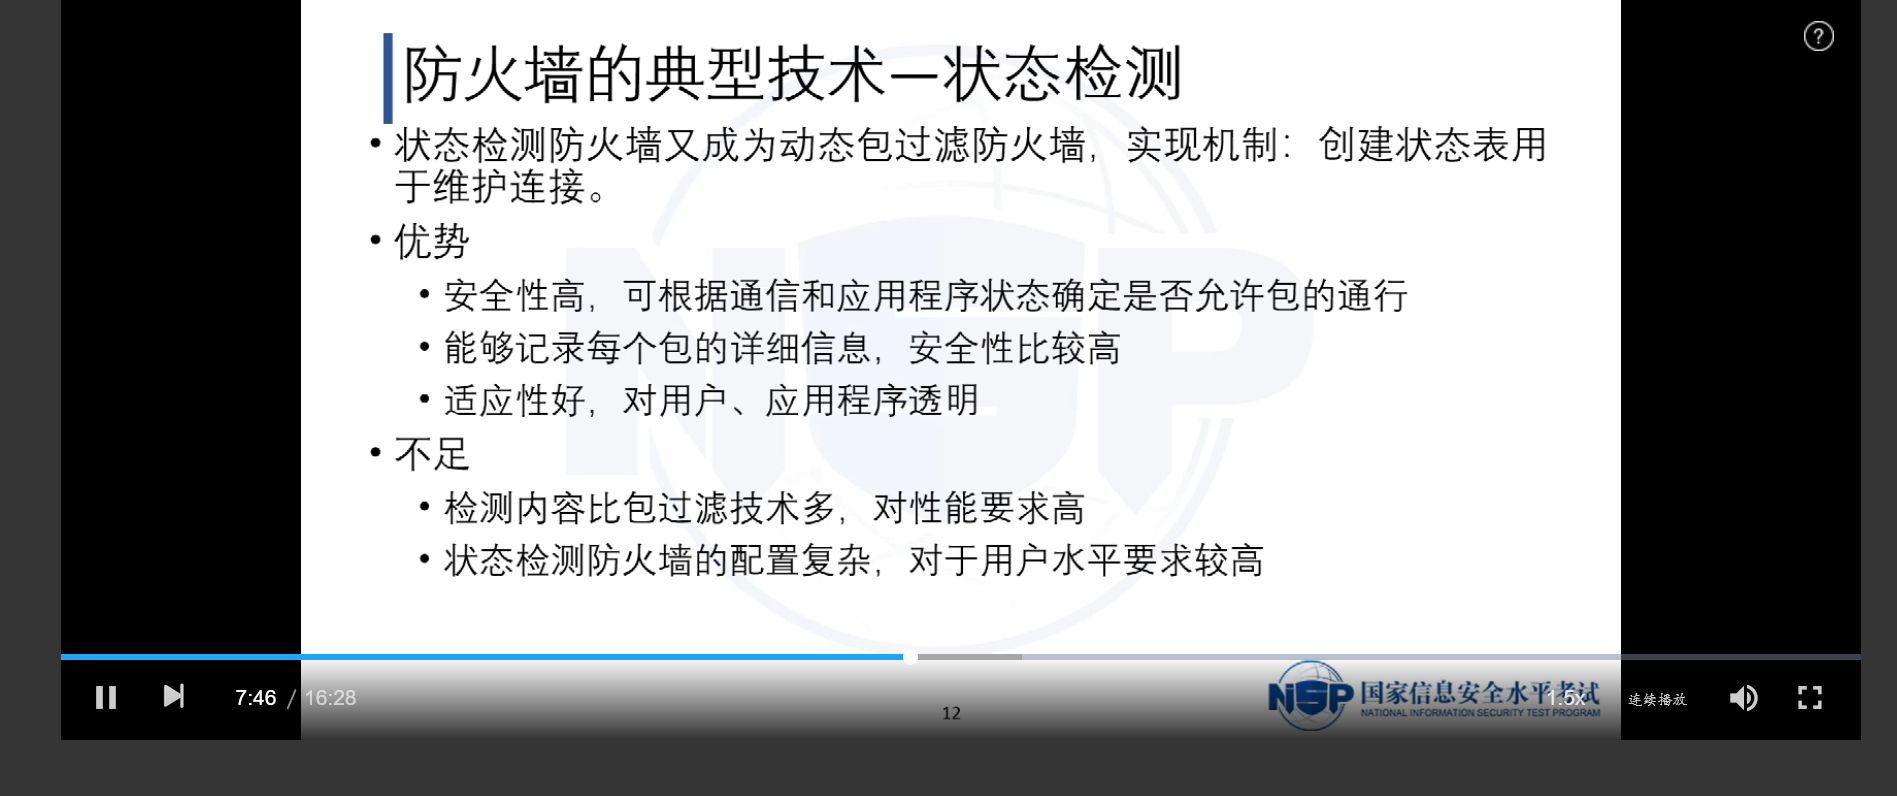 ?
防火墙的典型技术—状态检测
• 状态检测防火墙又成为动态包过滤防火墙，实现机制：创建状态表用
于维护连接。
• 优势
• 安全性高，可根据通信和应用程序状态确定是否允许包的通行
• 能够记录每个包的详细信息，安全性比较高
• 适应性好，对用户、应用程序透明
• 不足
• 检测内容比包过滤技术多，对性能要求高
• 状态检测防火墙的配置复杂，对于用户水平要求较高
NSP
7:46 / 16:28
12
NISP 国家信息安全水平考试
NATIONAL INFORMATION SECURITY TEST PROGRAM
1.5x
连续播放